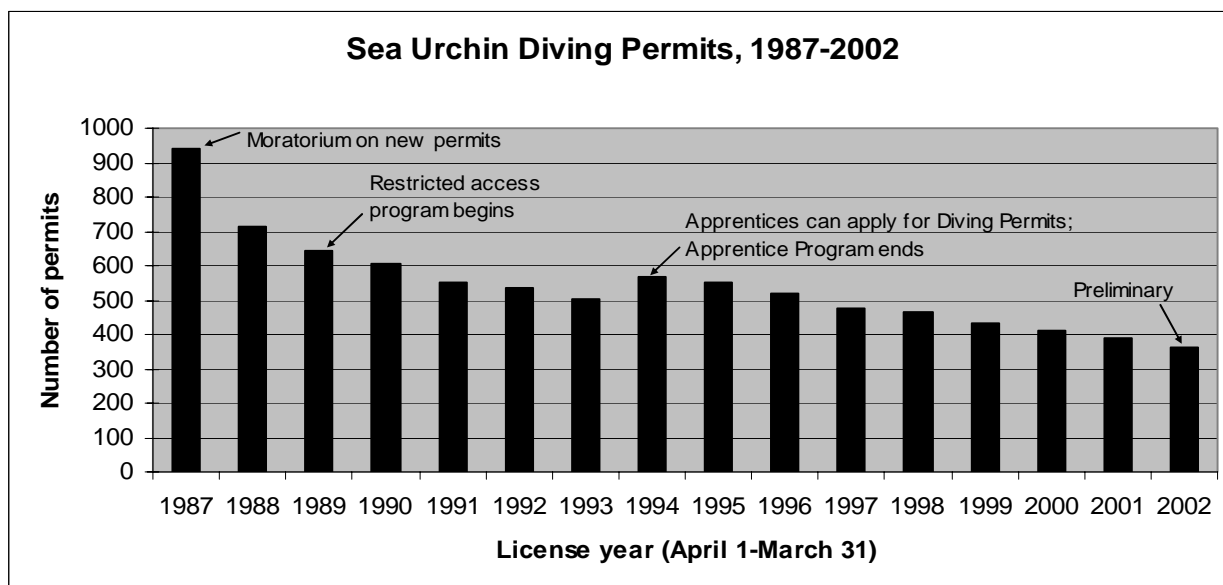 Sea Urchin Diving Permits, 1987-2002
Number of permits
1000
900
800
700
600
500
400
300
200
100
0
Moratorium on new permits
Restricted access
program begins
Apprentices can apply for Diving Permits;
Apprentice Program ends
Preliminary
1987 1988 1989 1990 1991 1992 1993 1994 1995 1996 1997 1998 1999 2000 2001 2002
License year (April 1-March 31)